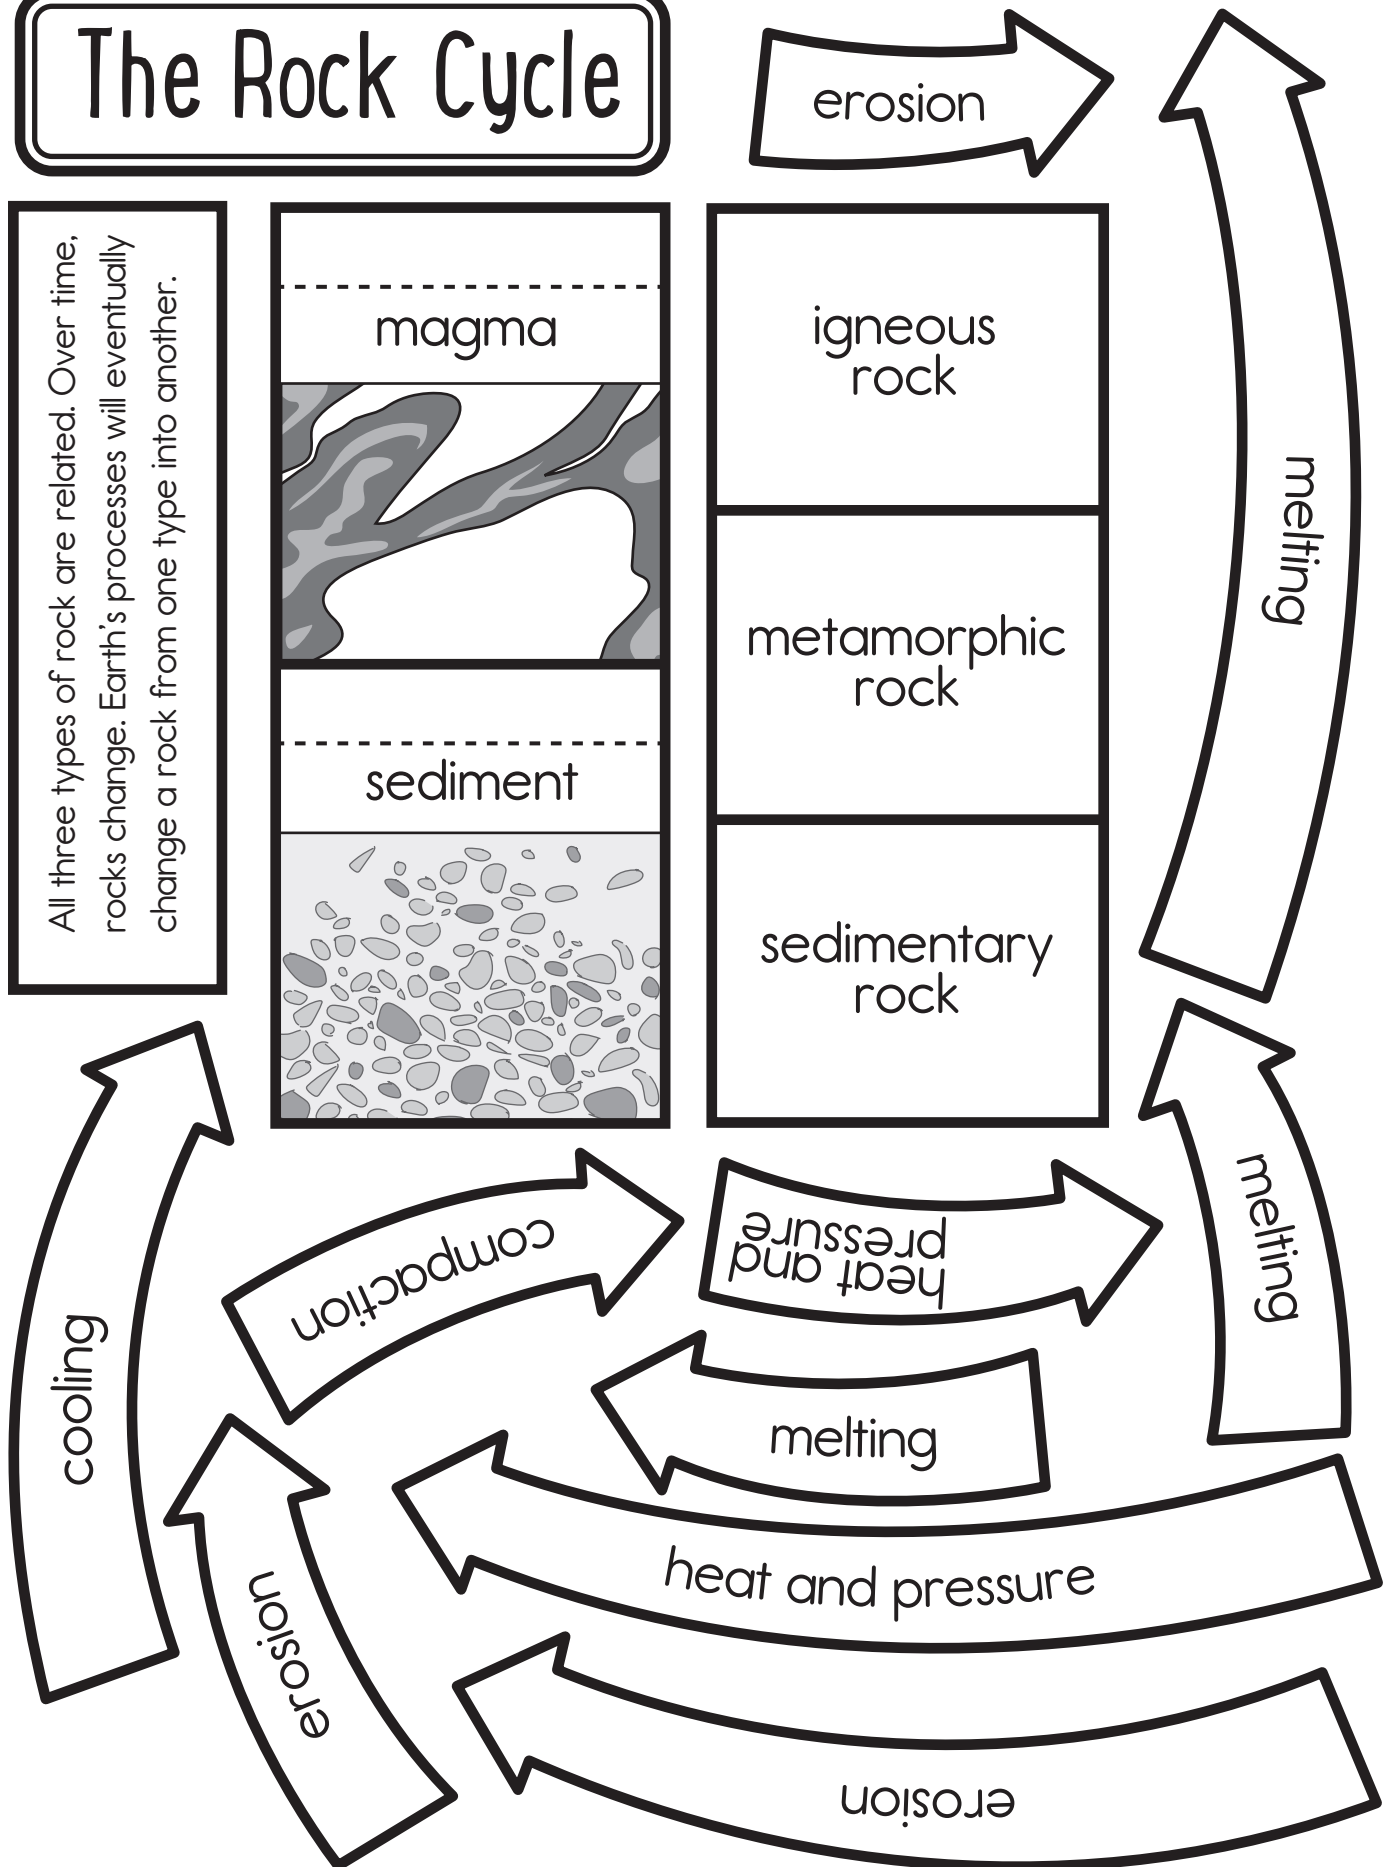 The Rock Cycle
erosion
All three types of rock are related. Over time,
rocks change. Earth's processes will eventually
change a rock from one type into another.
magma
sediment
igneous
rock
metamorphic
rock
sedimentary
rock
melting
cooling
compaction
heat and
pressure
melting
melting
heat and pressure
erosion
erosion